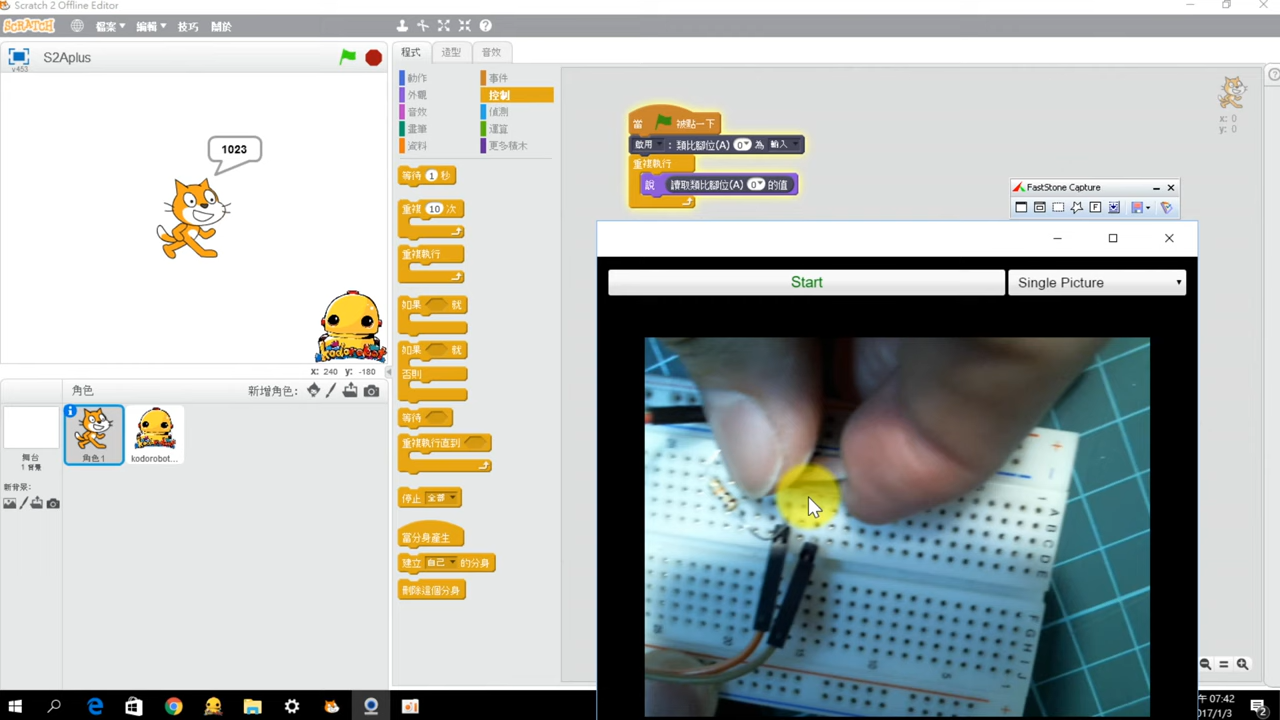 Scratch 2 Offline Editor
SCRATCH 檔案 編輯 技巧 關於
v453
S2Aplus
1023
kodorobot
x: 240 y: -180
角色 新增角色:
舞台
1 背景
新背景:
角色1
kodorobot...
程式 造型 音效
動作 事件
外觀 控制
音效 偵測
畫筆 運算
資料 更多積木
等待 1 秒
重複 10 次
重複執行
如果 就
如果 就
否則
等待
重複執行直到
停止 全部
當分身產生
建立 自己 的分身
刪除這個分身
當 被點一下
啟用 : 類比腳位(A) 0 為 輸入
重複執行
說 讀取類比腳位(A) 0 的值
x: 0
y: 0
FastStone Capture
Start
Single Picture
午 07:42
2017/1/3